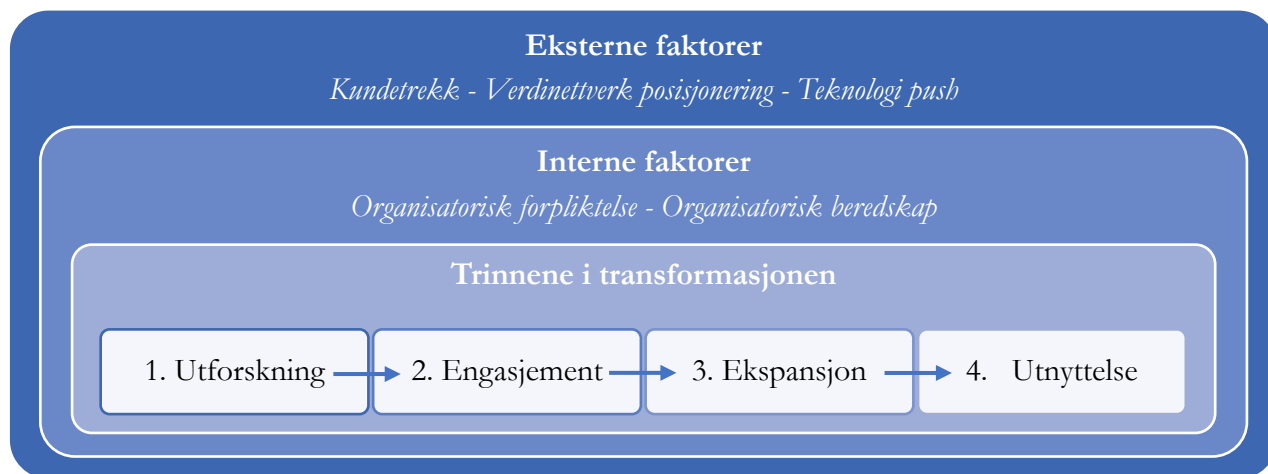 Eksterne faktorer
Kundetrekk - Verdinettverk posisjonering - Teknologi push
Interne faktorer
Organisatorisk forpliktelse - Organisatorisk beredskap
Trinnene i transformasjonen
1. Utforskning
2. Engasjement
3. Ekspansjon
4. Utnyttelse